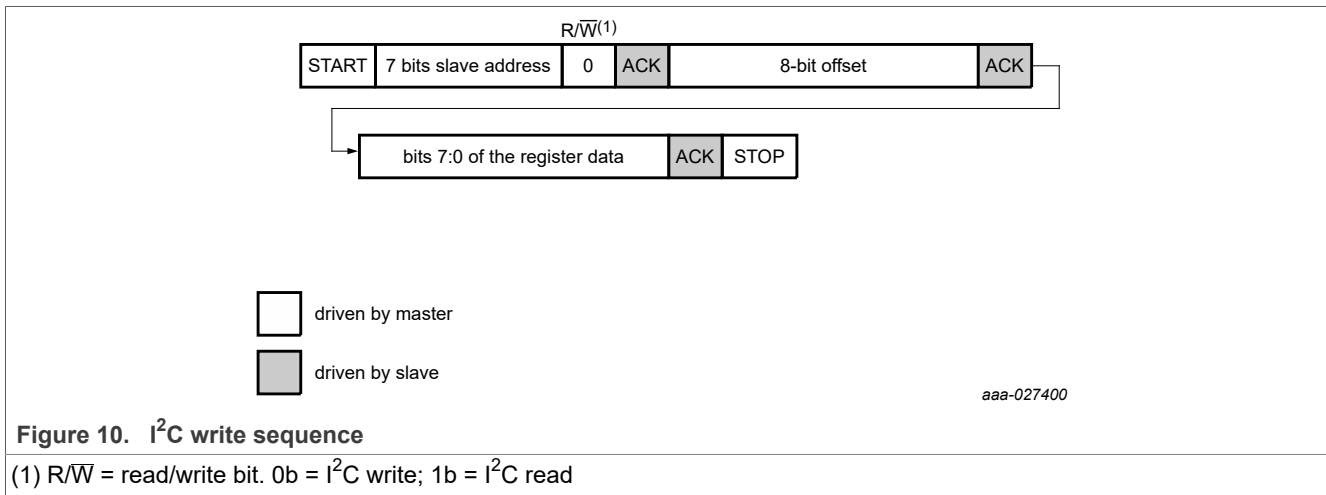 R/W̅(1)
START 7 bits slave address 0 ACK 8-bit offset ACK
bits 7:0 of the register data ACK STOP
driven by master
driven by slave
aaa-027400
Figure 10. I²C write sequence
(1) R/W̅ = read/write bit. 0b = I²C write; 1b = I²C read